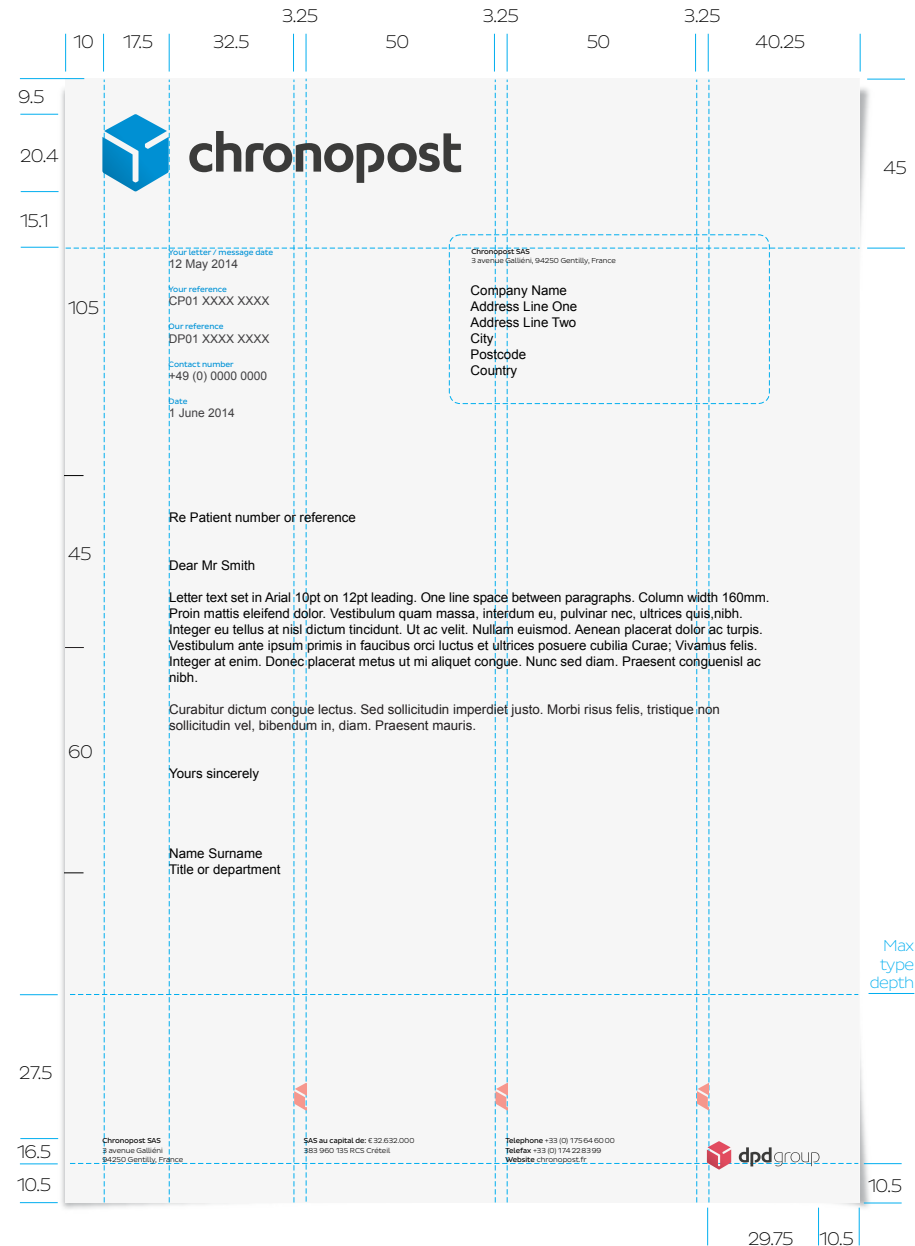 3.25 3.25 3.25
10 17.5 32.5 50 50 40.25
9.5
20.4
15.1
45
chronopost
Your letter / message date
12 May 2014
Your reference
CP01 XXXX XXXX
Our reference
DP01 XXXX XXXX
Contact number
+49 (0) 0000 0000
Date
1 June 2014
Chronopost SAS
3 avenue Galliéni, 94250 Gentilly, France
Company Name
Address Line One
Address Line Two
City
Postcode
Country
105
45
60
Re Patient number or reference
Dear Mr Smith
Letter text set in Arial 10pt on 12pt leading. One line space between paragraphs. Column width 160mm.
Proin mattis eleifend dolor. Vestibulum quam massa, interdum eu, pulvinar nec, ultrices quis,nibh.
Integer eu tellus at nisl dictum tincidunt. Ut ac velit. Nullam euismod. Aenean placerat dolor ac turpis.
Vestibulum ante ipsum primis in faucibus orci luctus et ultrices posuere cubilia Curae; Vivamus felis.
Integer at enim. Donec placerat metus ut mi aliquet congue. Nunc sed diam. Praesent conguenisl ac
nibh.
Curabitur dictum congue lectus. Sed sollicitudin imperdiet justo. Morbi risus felis, tristique non
sollicitudin vel, bibendum in, diam. Praesent mauris.
Yours sincerely
Name Surname
Title or department
Max
type
depth
27.5
16.5
10.5
Chronopost SAS
3 avenue Galliéni
94250 Gentilly, France
SAS au capital de: €32.632.000
383 960 135 RCS Créteil
Telephone +33 (0) 175 64 60 00
Telefax +33 (0) 174 22 83 99
Website chronopost.fr
dpdgroup
10.5
29.75 10.5